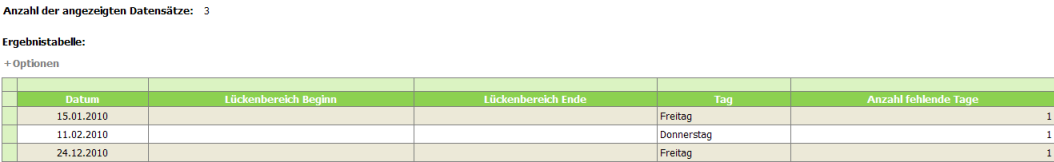 Anzahl der angezeigten Datensätze: 3
Ergebnistabelle:
+Optionen
Datum Lückenbereich Beginn Lückenbereich Ende Tag Anzahl fehlende Tage
15.01.2010 Freitag 1
11.02.2010 Donnerstag 1
24.12.2010 Freitag 1